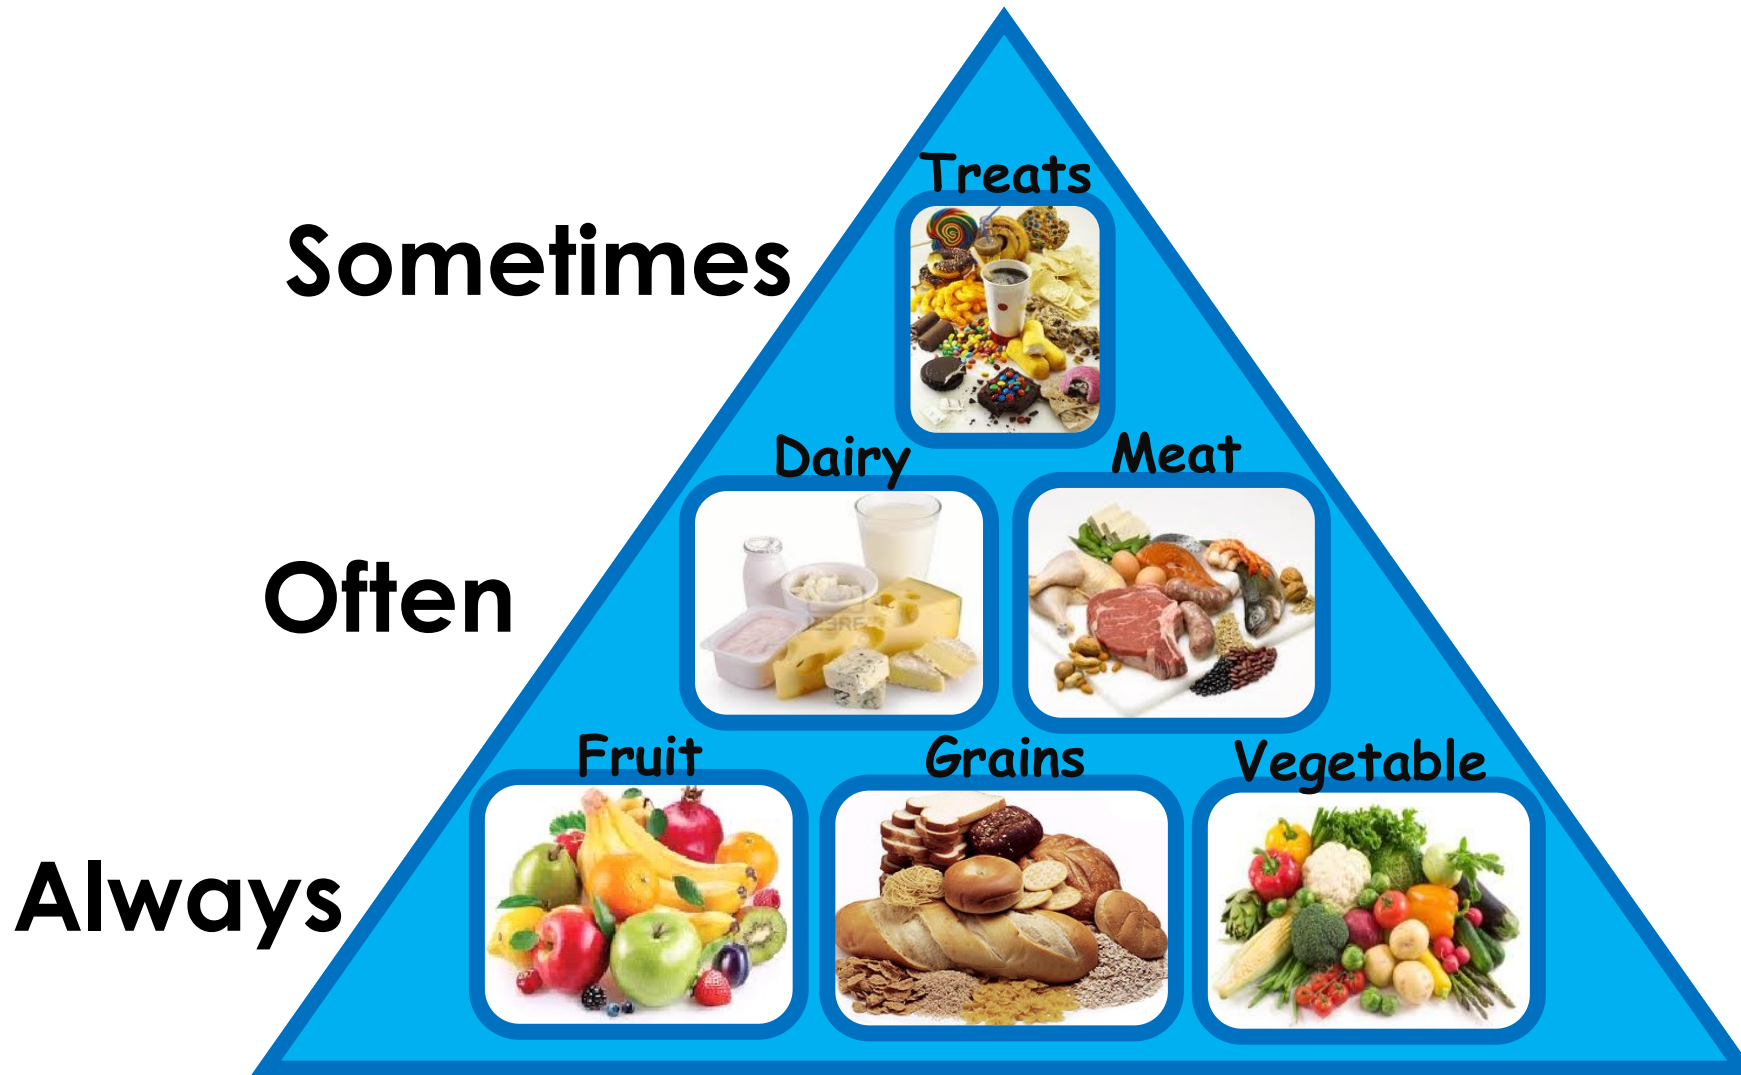 Treats
Sometimes
Dairy
Meat
Often
Fruit
Grains
Vegetable
Always